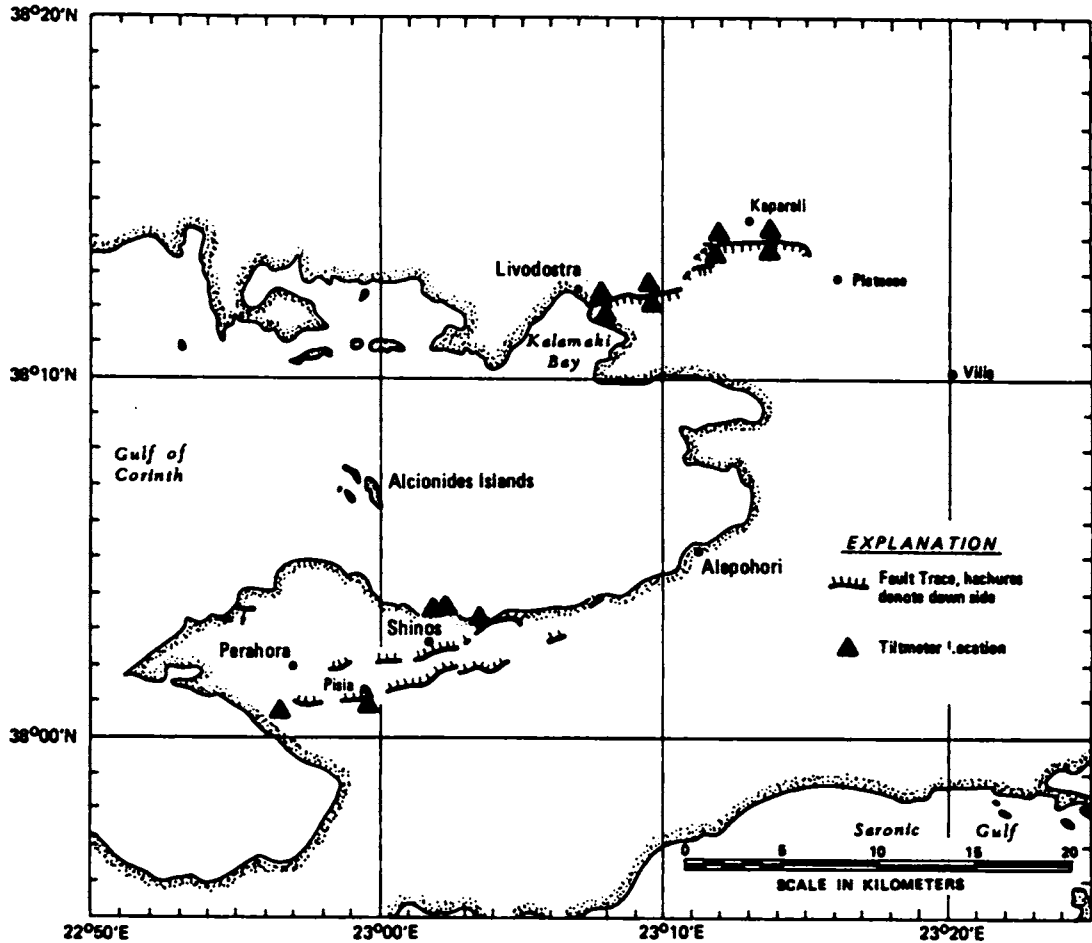 38°20'N
Kapareli
Livodostra
Plataeae
Kalamaki
Bay
38°10'N
Villa
Gulf of
Corinth
Alcionides Islands
EXPLANATION
Alepohori
Fault Trace, hachures
denote down side
Shinos
Perahora
Tiltmeter Location
Pisia
38°00'N
Saronic Gulf
0 5 10 15 20
SCALE IN KILOMETERS
22°50'E 23°00'E 23°10'E 23°20'E